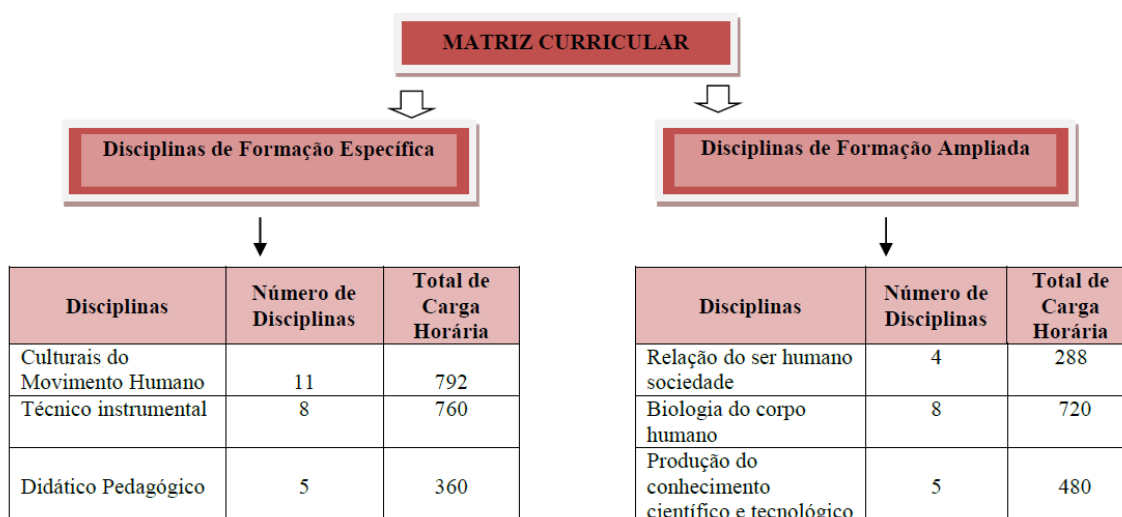 MATRIZ CURRICULAR
Disciplinas de Formação Específica
Disciplinas de Formação Ampliada
Disciplinas
Número de
Disciplinas
Total de
Carga
Horária
Culturais do
Movimento Humano 11 792
Técnico instrumental 8 760
Didático Pedagógico 5 360
Disciplinas
Número de
Disciplinas
Total de
Carga
Horária
Relação do ser humano 4 288
sociedade
Biologia do corpo 8 720
humano
Produção do
conhecimento 5 480
científico e tecnológico